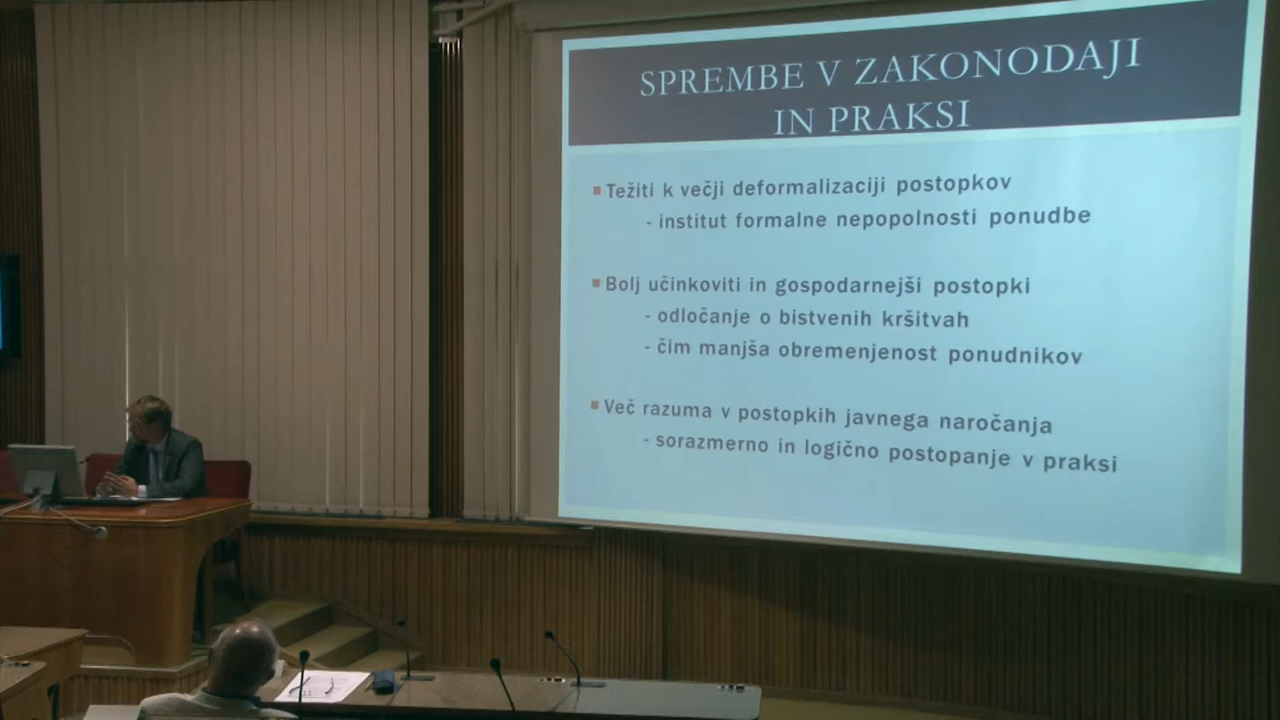 SPREMBE V ZAKONODAJI
IN PRAKSI
▪ Težiti k večji deformalizaciji postopkov
- institut formalne nepopolnosti ponudbe
▪ Bolj učinkoviti in gospodarnejši postopki
- odločanje o bistvenih kršitvah
- čim manjša obremenjenost ponudnikov
▪ Več razuma v postopkih javnega naročanja
- sorazmerno in logično postopanje v praksi